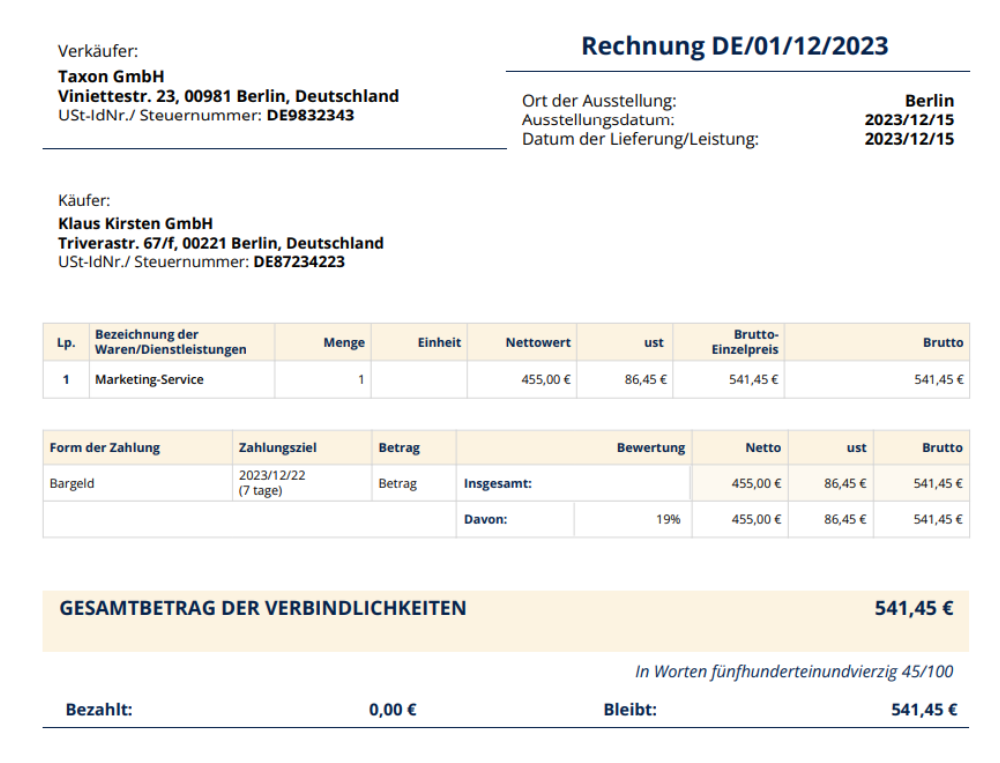 Verkäufer:
Taxon GmbH
Viniettestr. 23, 00981 Berlin, Deutschland
USt-IdNr./ Steuernummer: DE9832343
Rechnung DE/01/12/2023
Ort der Ausstellung: Berlin
Ausstellungsdatum: 2023/12/15
Datum der Lieferung/Leistung: 2023/12/15
Käufer:
Klaus Kirsten GmbH
Triverastr. 67/f, 00221 Berlin, Deutschland
USt-IdNr./ Steuernummer: DE87234223
Lp. Bezeichnung der Waren/Dienstleistungen Menge Einheit Nettowert ust Brutto-Einzelpreis Brutto
1 Marketing-Service 1 455,00 € 86,45 € 541,45 € 541,45 €
Form der Zahlung Zahlungsziel Betrag Bewertung Netto ust Brutto
Bargeld 2023/12/22 (7 tage) Betrag Insgesamt: 455,00 € 86,45 € 541,45 €
Davon: 19% 455,00 € 86,45 € 541,45 €
GESAMTBETRAG DER VERBINDLICHKEITEN 541,45 €
In Worten fünfhunderteinundvierzig 45/100
Bezahlt: 0,00 € Bleibt: 541,45 €